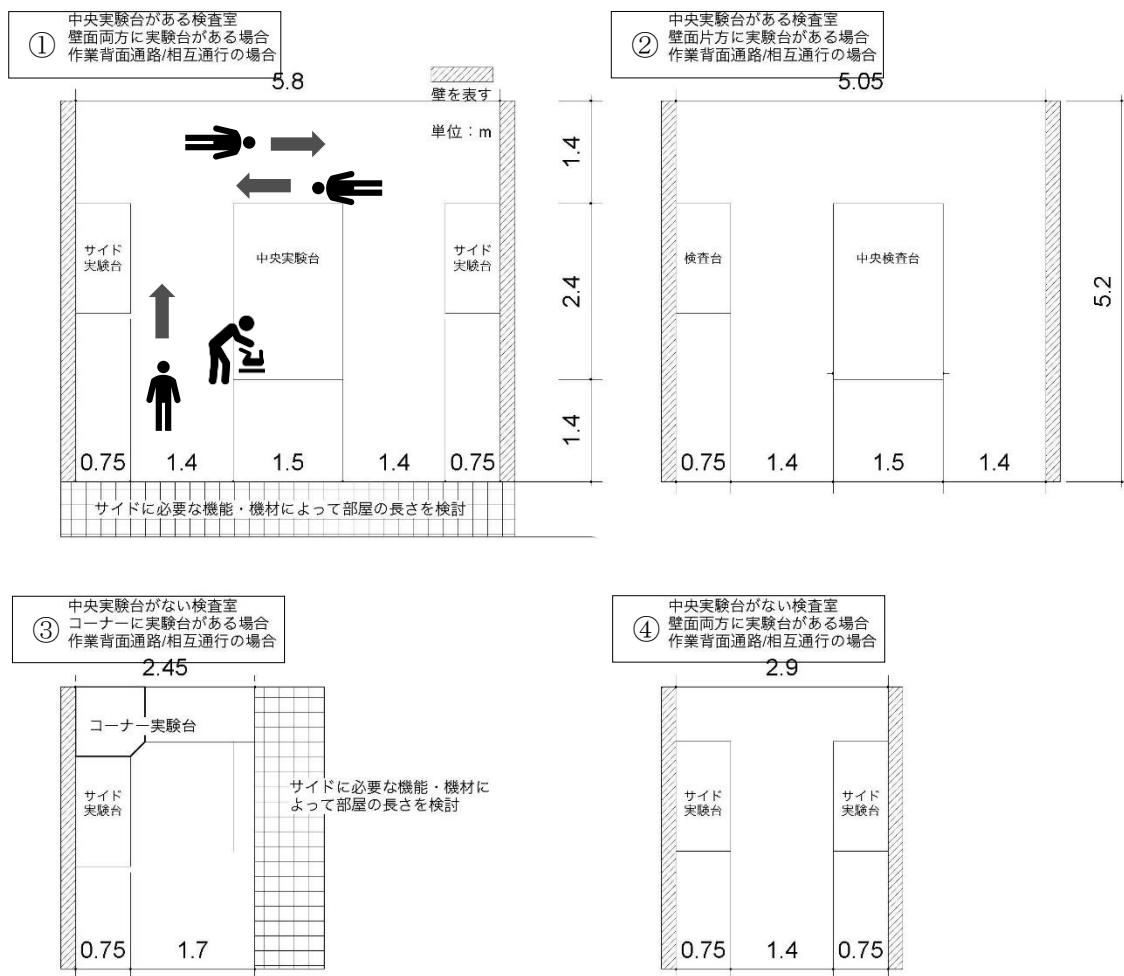 ①
中央実験台がある検査室
壁面両方に実験台がある場合
作業背面通路/相互通行の場合
5.8
壁を表す
単位：m
サイド
実験台
中央実験台
サイド
実験台
0.75
1.4
1.5
1.4
0.75
1.4
2.4
1.4
サイドに必要な機能・機材によって部屋の長さを検討
②
中央実験台がある検査室
壁面片方に実験台がある場合
作業背面通路/相互通行の場合
5.05
検査台
中央検査台
0.75
1.4
1.5
1.4
5.2
③
中央実験台がない検査室
コーナーに実験台がある場合
作業背面通路/相互通行の場合
2.45
コーナー実験台
サイド
実験台
サイドに必要な機能・機材に
よって部屋の長さを検討
0.75
1.7
④
中央実験台がない検査室
壁面両方に実験台がある場合
作業背面通路/相互通行の場合
2.9
サイド
実験台
サイド
実験台
0.75
1.4
0.75